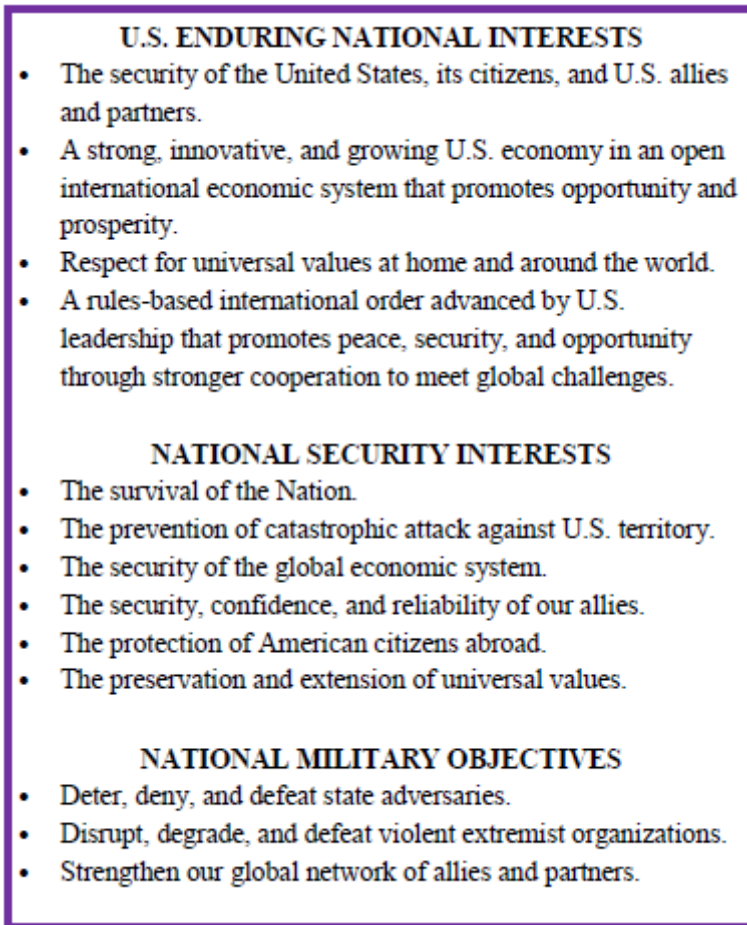 U.S. ENDURING NATIONAL INTERESTS
• The security of the United States, its citizens, and U.S. allies
and partners.
• A strong, innovative, and growing U.S. economy in an open
international economic system that promotes opportunity and
prosperity.
• Respect for universal values at home and around the world.
• A rules-based international order advanced by U.S.
leadership that promotes peace, security, and opportunity
through stronger cooperation to meet global challenges.
NATIONAL SECURITY INTERESTS
• The survival of the Nation.
• The prevention of catastrophic attack against U.S. territory.
• The security of the global economic system.
• The security, confidence, and reliability of our allies.
• The protection of American citizens abroad.
• The preservation and extension of universal values.
NATIONAL MILITARY OBJECTIVES
• Deter, deny, and defeat state adversaries.
• Disrupt, degrade, and defeat violent extremist organizations.
• Strengthen our global network of allies and partners.